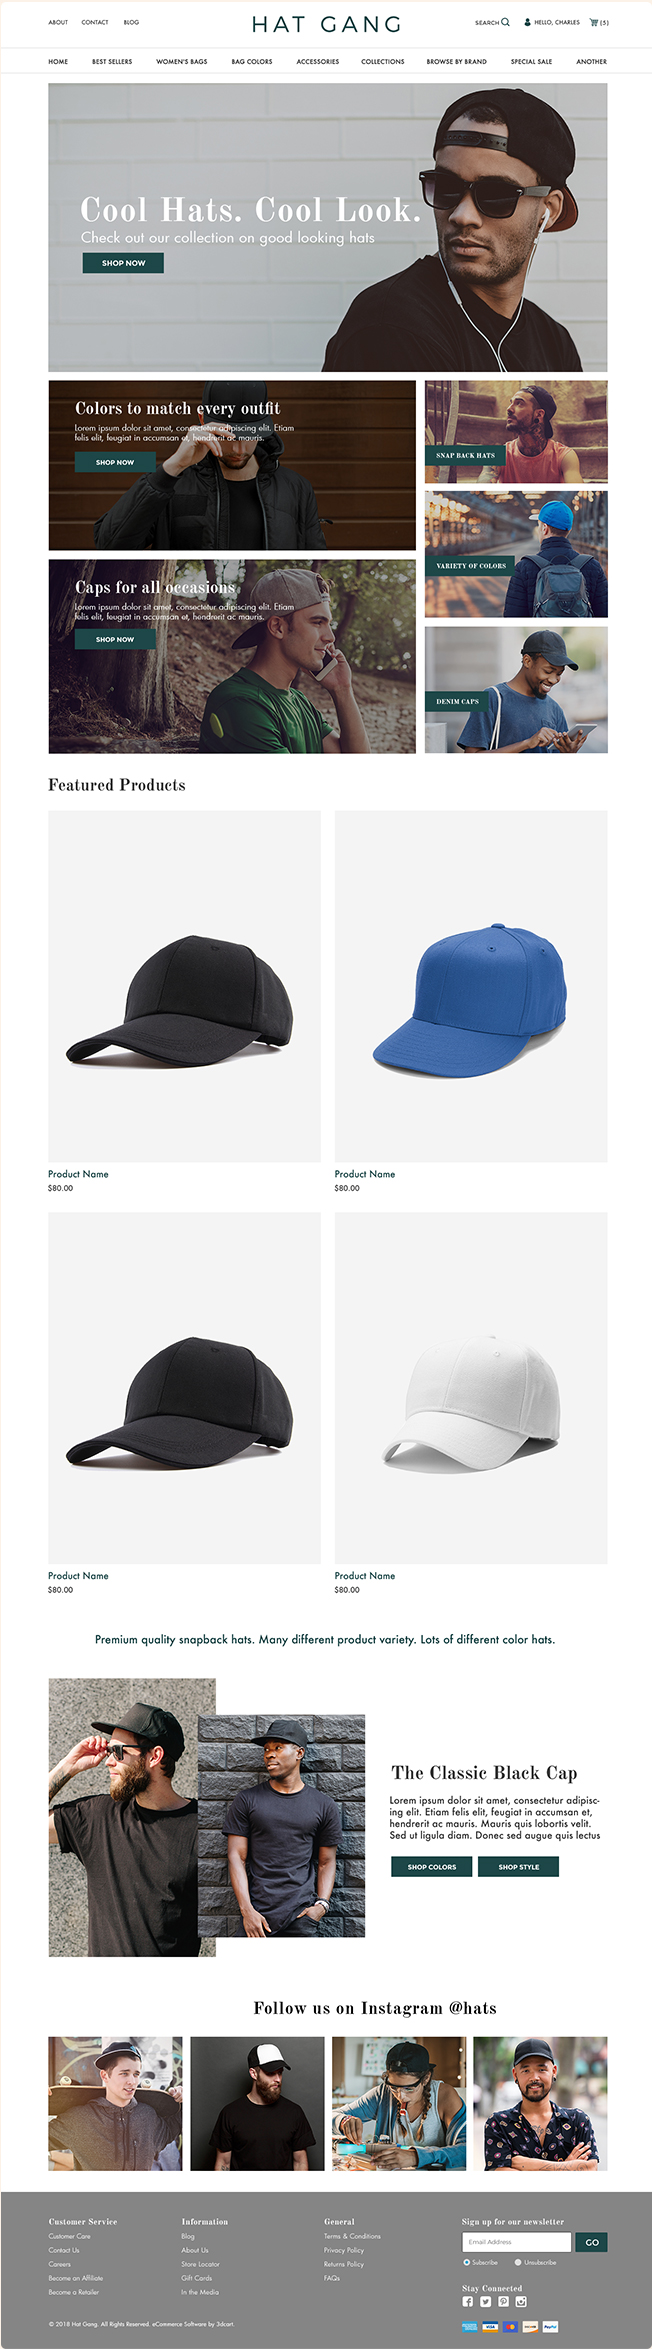 ABOUT CONTACT BLOG HAT GANG SEARCH HELLO, CHARLES (5)
HOME BEST SELLERS WOMEN'S BAGS BAG COLORS ACCESSORIES COLLECTIONS BROWSE BY BRAND SPECIAL SALE ANOTHER
Cool Hats. Cool Look.
Check out our collection on good looking hats
SHOP NOW
Colors to match every outfit
Lorem ipsum dolor sit amet, consectetur adipiscing elit. Etiam
felis elit, feugiat in accumsan et, hendrerit ac mauris.
SHOP NOW
SNAP BACK HATS
VARIETY OF COLORS
Caps for all occasions
Lorem ipsum dolor sit amet, consectetur adipiscing elit. Etiam
felis elit, feugiat in accumsan et, hendrerit ac mauris.
SHOP NOW
DENIM CAPS
Featured Products
Product Name
$80.00
Product Name
$80.00
Product Name
$80.00
Product Name
$80.00
Premium quality snapback hats. Many different product variety. Lots of different color hats.
The Classic Black Cap
Lorem ipsum dolor sit amet, consectetur adipisc-
ing elit. Etiam felis elit, feugiat in accumsan et,
hendrerit ac mauris. Mauris quis lobortis velit.
Sed ut ligula diam. Donec sed augue quis lectus
SHOP COLORS SHOP STYLE
Follow us on Instagram @hats
Customer Service
Customer Care
Contact Us
Careers
Become an Affiliate
Become a Retailer
Information
Blog
About Us
Store Locator
Gift Cards
In the Media
General
Terms & Conditions
Privacy Policy
Returns Policy
FAQs
Sign up for our newsletter
Email Address GO
Subscribe Unsubscribe
Stay Connected
© 2018 Hat Gang. All Rights Reserved. eCommerce Software by 3dcart.
VISA PayPal